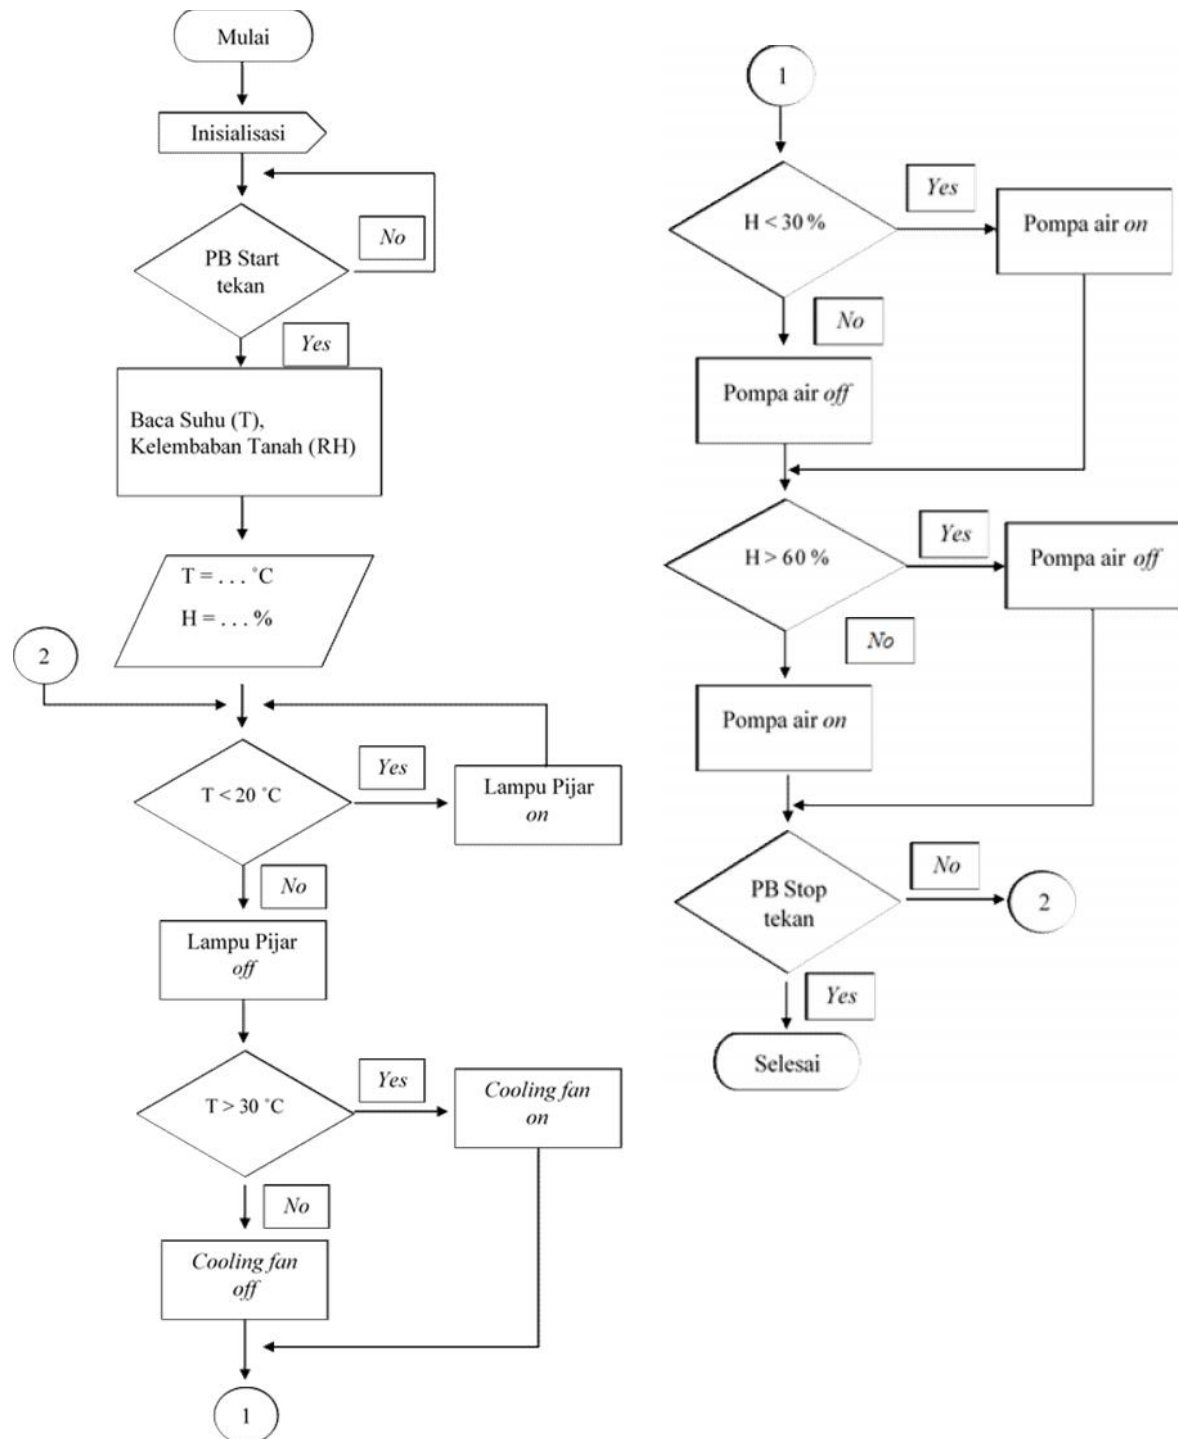 Mulai
Inisialisasi
No
PB Start
tekan
Yes
Baca Suhu (T),
Kelembaban Tanah (RH)
T = . . . ˚C
H = . . . %
2
T < 20 ˚C
Yes
Lampu Pijar
on
No
Lampu Pijar
off
T > 30 ˚C
Yes
Cooling fan
on
No
Cooling fan
off
1
1
H < 30 %
Yes
Pompa air on
No
Pompa air off
H > 60 %
Yes
Pompa air off
No
Pompa air on
PB Stop
tekan
No
2
Yes
Selesai